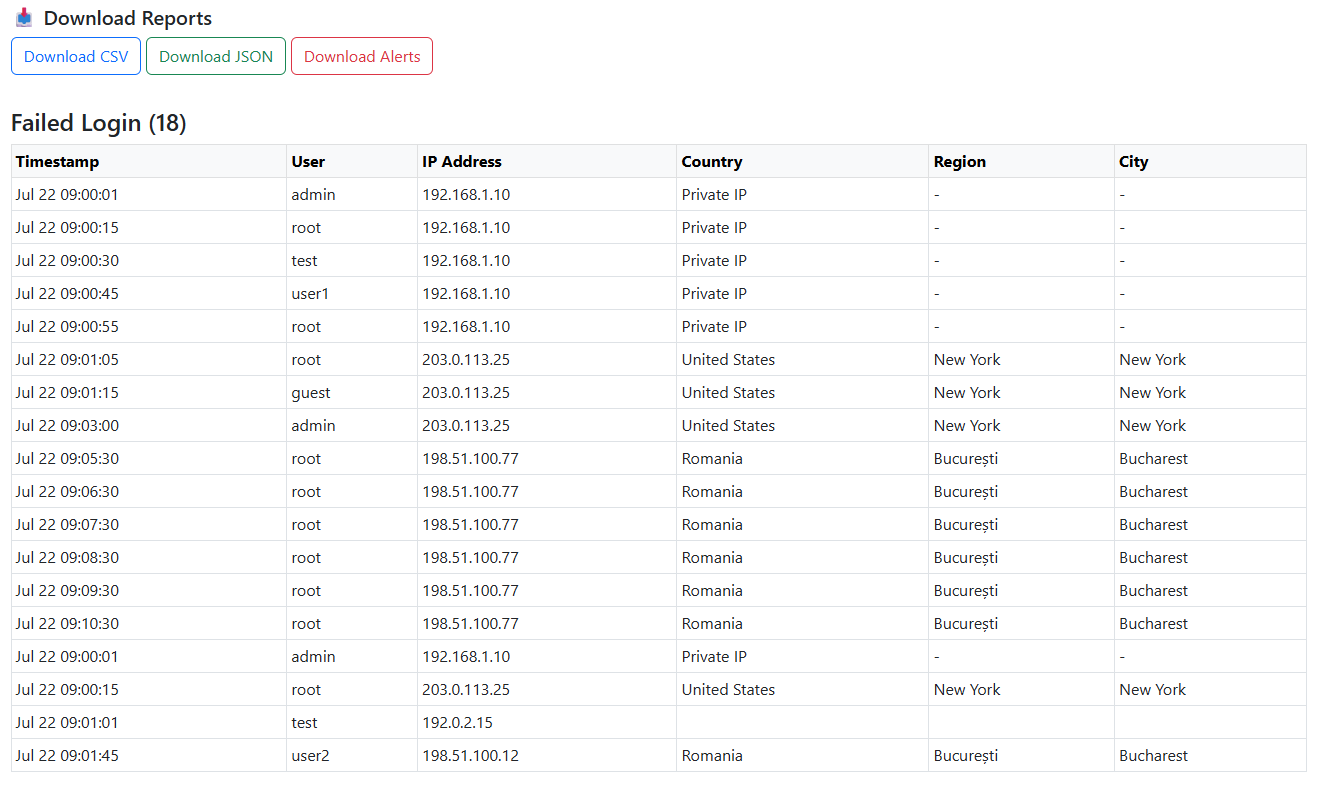 Download Reports
Download CSV Download JSON Download Alerts
Failed Login (18)
Timestamp User IP Address Country Region City
Jul 22 09:00:01 admin 192.168.1.10 Private IP - -
Jul 22 09:00:15 root 192.168.1.10 Private IP - -
Jul 22 09:00:30 test 192.168.1.10 Private IP - -
Jul 22 09:00:45 user1 192.168.1.10 Private IP - -
Jul 22 09:00:55 root 192.168.1.10 Private IP - -
Jul 22 09:01:05 root 203.0.113.25 United States New York New York
Jul 22 09:01:15 guest 203.0.113.25 United States New York New York
Jul 22 09:03:00 admin 203.0.113.25 United States New York New York
Jul 22 09:05:30 root 198.51.100.77 Romania București Bucharest
Jul 22 09:06:30 root 198.51.100.77 Romania București Bucharest
Jul 22 09:07:30 root 198.51.100.77 Romania București Bucharest
Jul 22 09:08:30 root 198.51.100.77 Romania București Bucharest
Jul 22 09:09:30 root 198.51.100.77 Romania București Bucharest
Jul 22 09:10:30 root 198.51.100.77 Romania București Bucharest
Jul 22 09:00:01 admin 192.168.1.10 Private IP - -
Jul 22 09:00:15 root 203.0.113.25 United States New York New York
Jul 22 09:01:01 test 192.0.2.15
Jul 22 09:01:45 user2 198.51.100.12 Romania București Bucharest